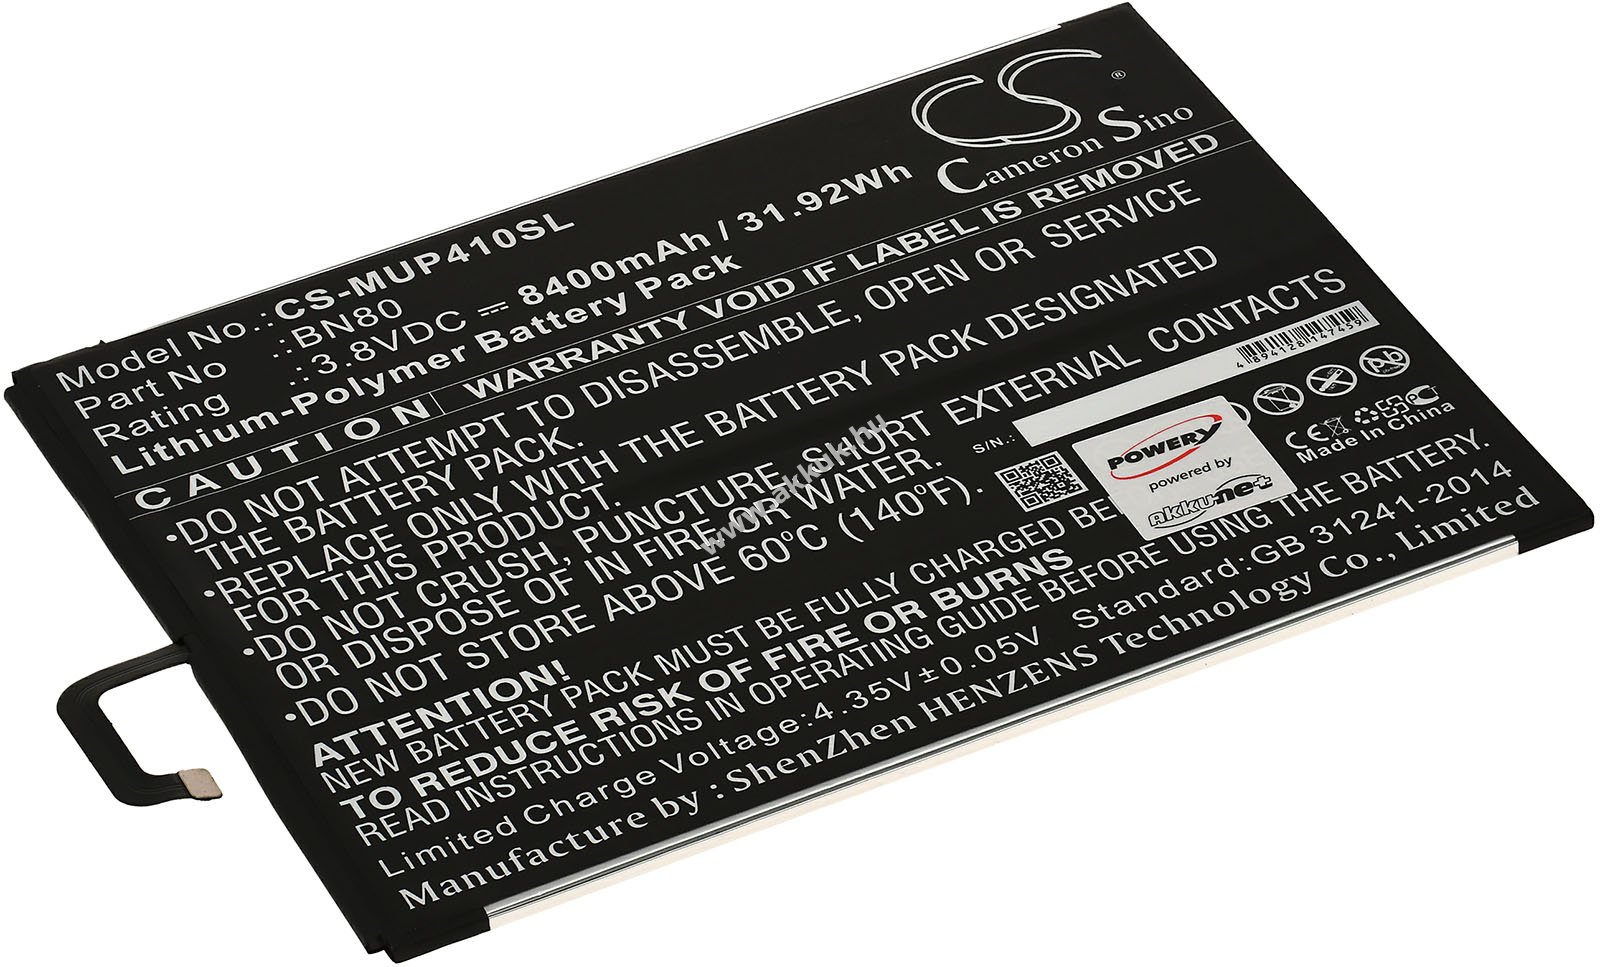 CS®
Cameron Sino
Model No.:CS-MUP410SL
Part No .:BN80
Rating .:3.8VDC ⎓ 8400mAh / 31.92Wh
Lithium-Polymer Battery Pack
CAUTION WARRANTY VOID IF LABEL IS REMOVED
•DO NOT ATTEMPT TO DISASSEMBLE, OPEN OR SERVICE
THE BATTERY PACK.
•REPLACE ONLY WITH THE BATTERY PACK DESIGNATED
FOR THIS PRODUCT.
•DO NOT CRUSH, PUNCTURE, SHORT EXTERNAL CONTACTS
OR DISPOSE OF IN FIRE OR WATER.
•DO NOT STORE ABOVE 60°C (140°F).
4894128147459
S/N.:
Made in China
POWERY
powered by
akku-net
www.akkuk.hu
ATTENTION!
NEW BATTERY PACK MUST BE FULLY CHARGED
TO REDUCE RISK OF FIRE OR BURNS
READ INSTRUCTIONS IN OPERATING GUIDE BEFORE USING THE BATTERY.
Limited Charge Voltage:4.35V±0.05V Standard:GB 31241-2014
Manufacture by : ShenZhen HENZENS Technology Co., Limited